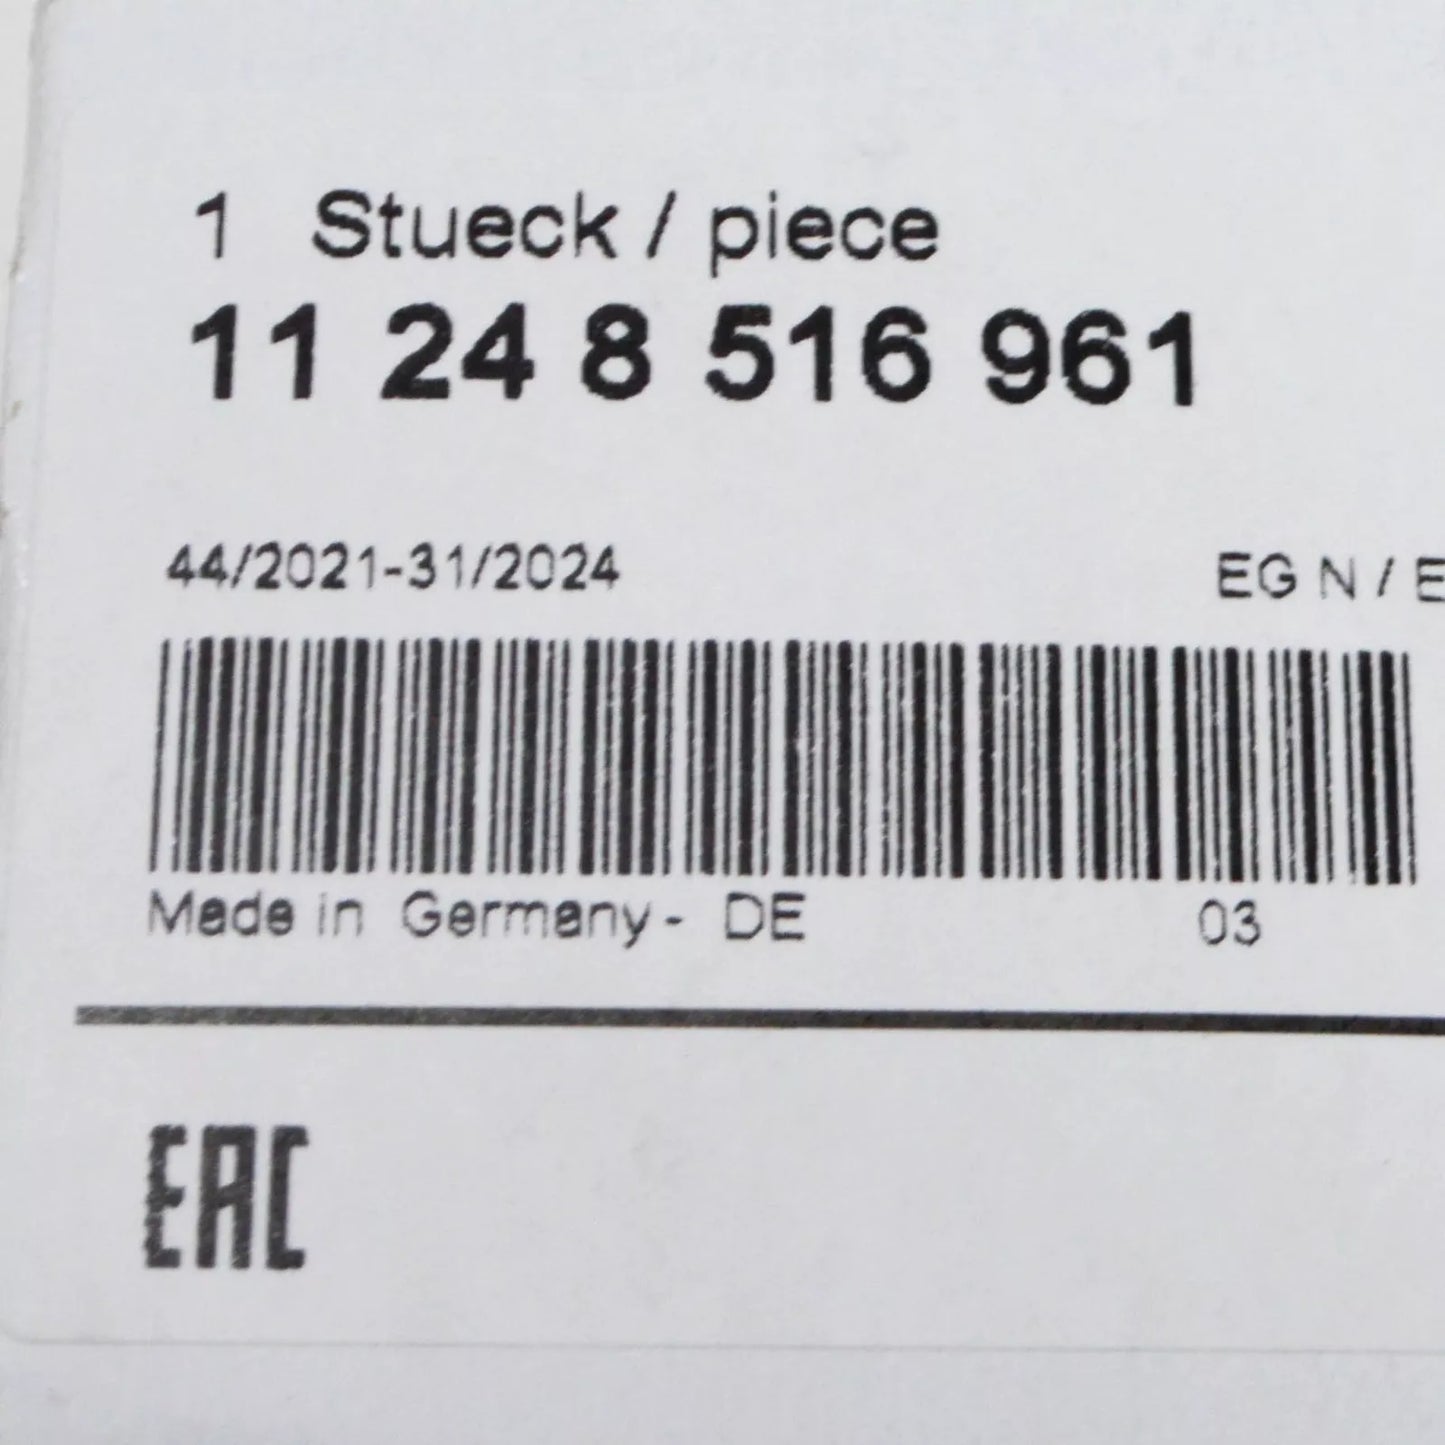 1 Stueck / piece
11 24 8 516 961
44/2021-31/2024
EG N / E
Made in Germany - DE 03
EAC